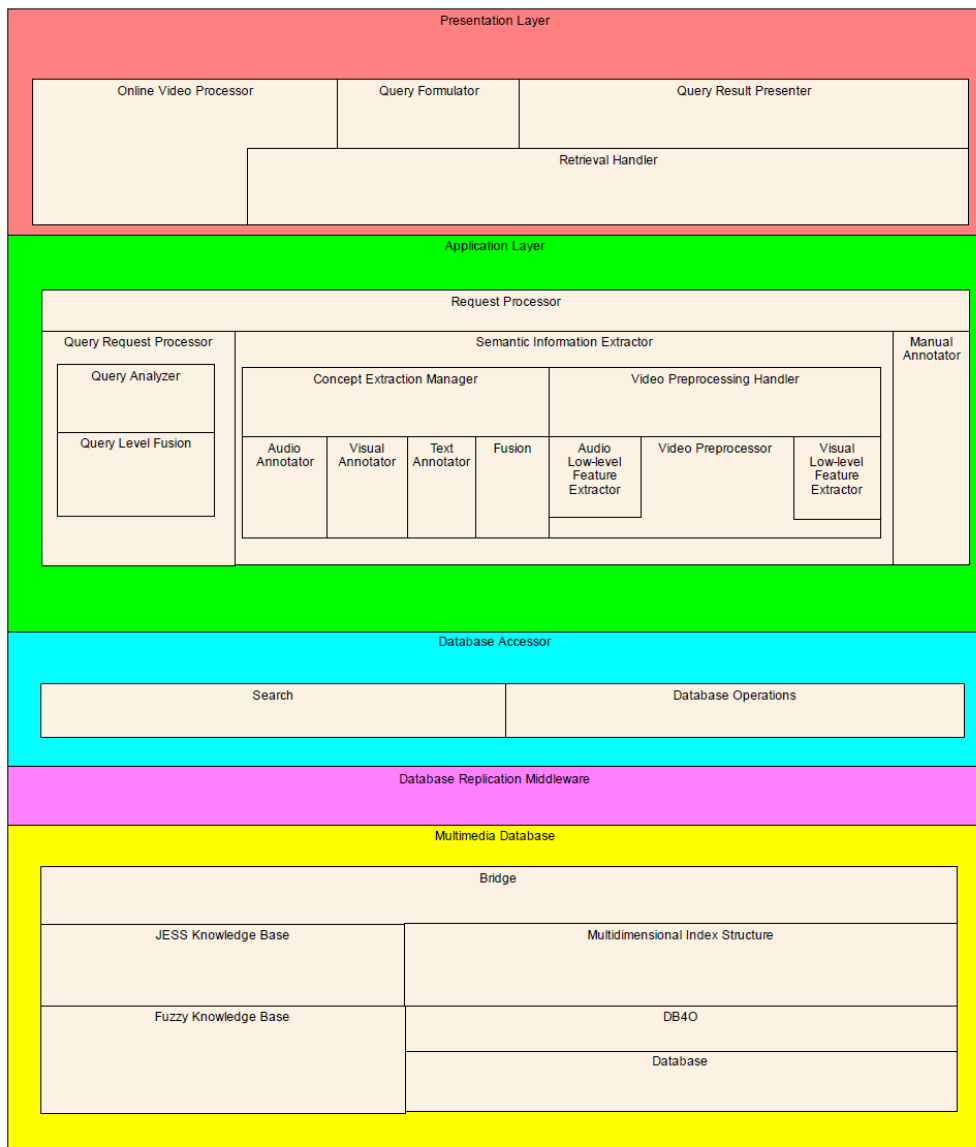 Presentation Layer
Online Video Processor
Query Formulator
Query Result Presenter
Retrieval Handler
Application Layer
Request Processor
Query Request Processor
Query Analyzer
Query Level Fusion
Semantic Information Extractor
Concept Extraction Manager
Audio
Annotator
Visual
Annotator
Text
Annotator
Fusion
Video Preprocessing Handler
Audio
Low-level
Feature
Extractor
Video Preprocessor
Visual
Low-level
Feature
Extractor
Manual
Annotator
Database Accessor
Search
Database Operations
Database Replication Middleware
Multimedia Database
Bridge
JESS Knowledge Base
Multidimensional Index Structure
Fuzzy Knowledge Base
DB4O
Database